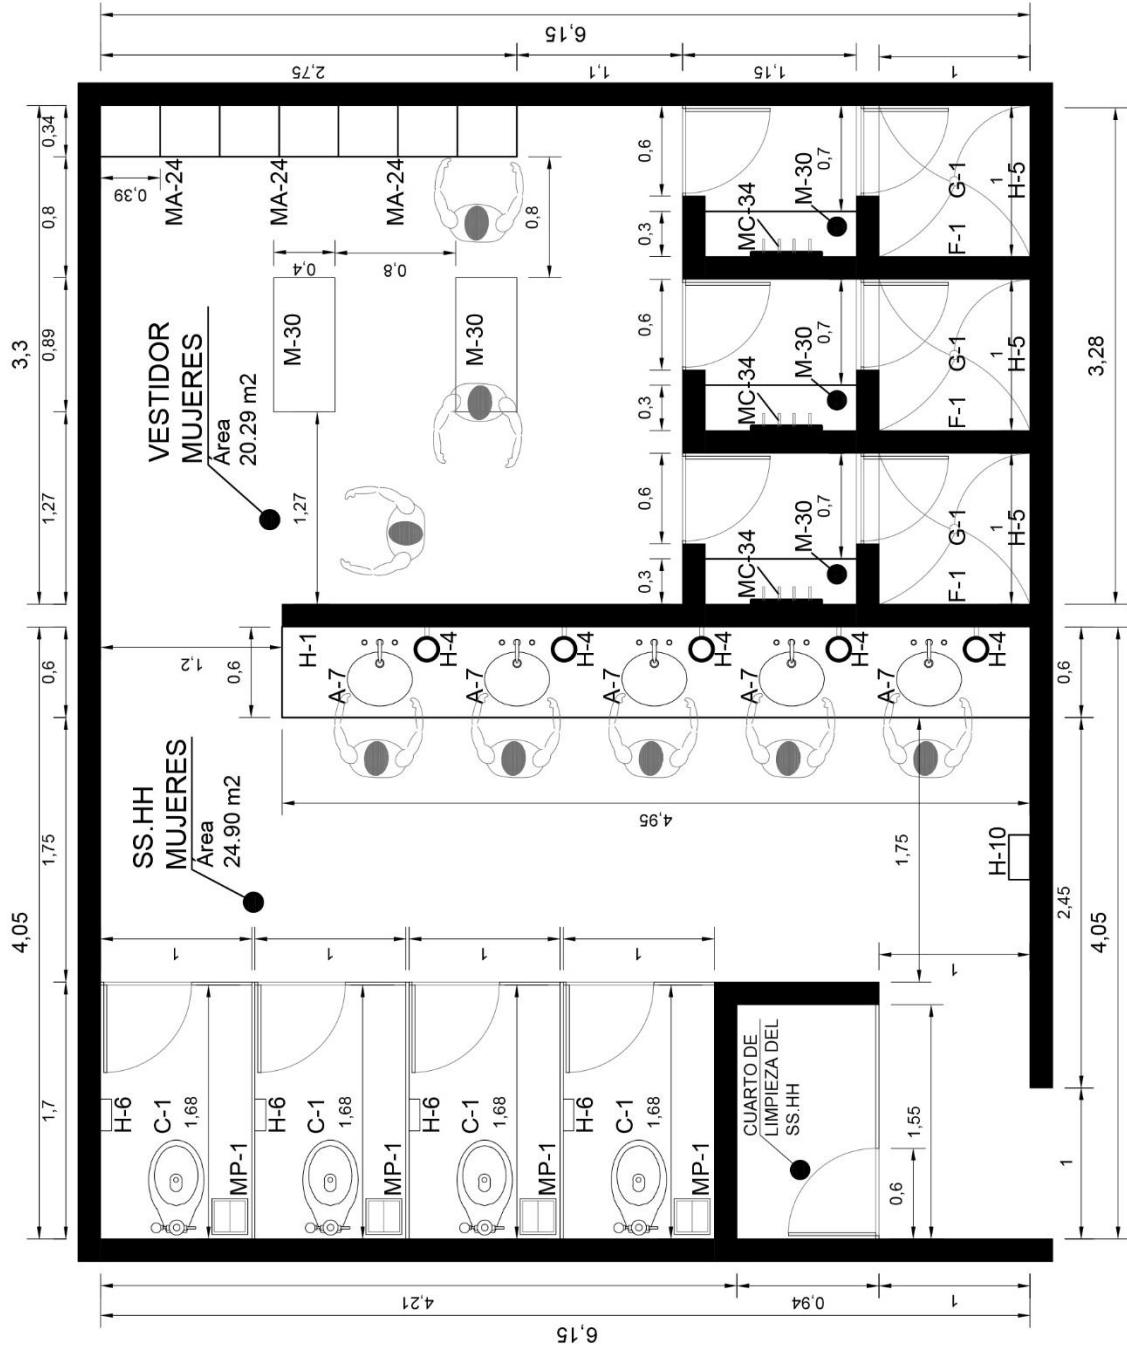 6,15
2,75
1,1
1,15
1
3,3
0,34
0,8
0,89
1,27
0,39
MA-24
MA-24
MA-24
0,8
0,4
0,8
M-30
M-30
VESTIDOR
MUJERES
Área
20.29 m2
1,27
0,6
0,3
MC-34
M-30
0,7
F-1
G-1
1
H-5
0,6
0,3
MC-34
M-30
0,7
F-1
G-1
1
H-5
0,6
0,3
MC-34
M-30
0,7
F-1
G-1
1
H-5
3,28
4,05
0,6
1,75
1,7
1,2
0,6
H-1
A-7
H-4
A-7
H-4
A-7
H-4
A-7
H-4
A-7
H-4
0,6
SS.HH
MUJERES
Área
24.90 m2
4,95
1,75
H-10
2,45
4,05
1
1
1
1
1
1
H-6
C-1
1,68
MP-1
H-6
C-1
1,68
MP-1
H-6
C-1
1,68
MP-1
H-6
C-1
1,68
MP-1
CUARTO DE
LIMPIEZA DEL
SS.HH
1,55
0,6
4,21
0,94
1
6,15